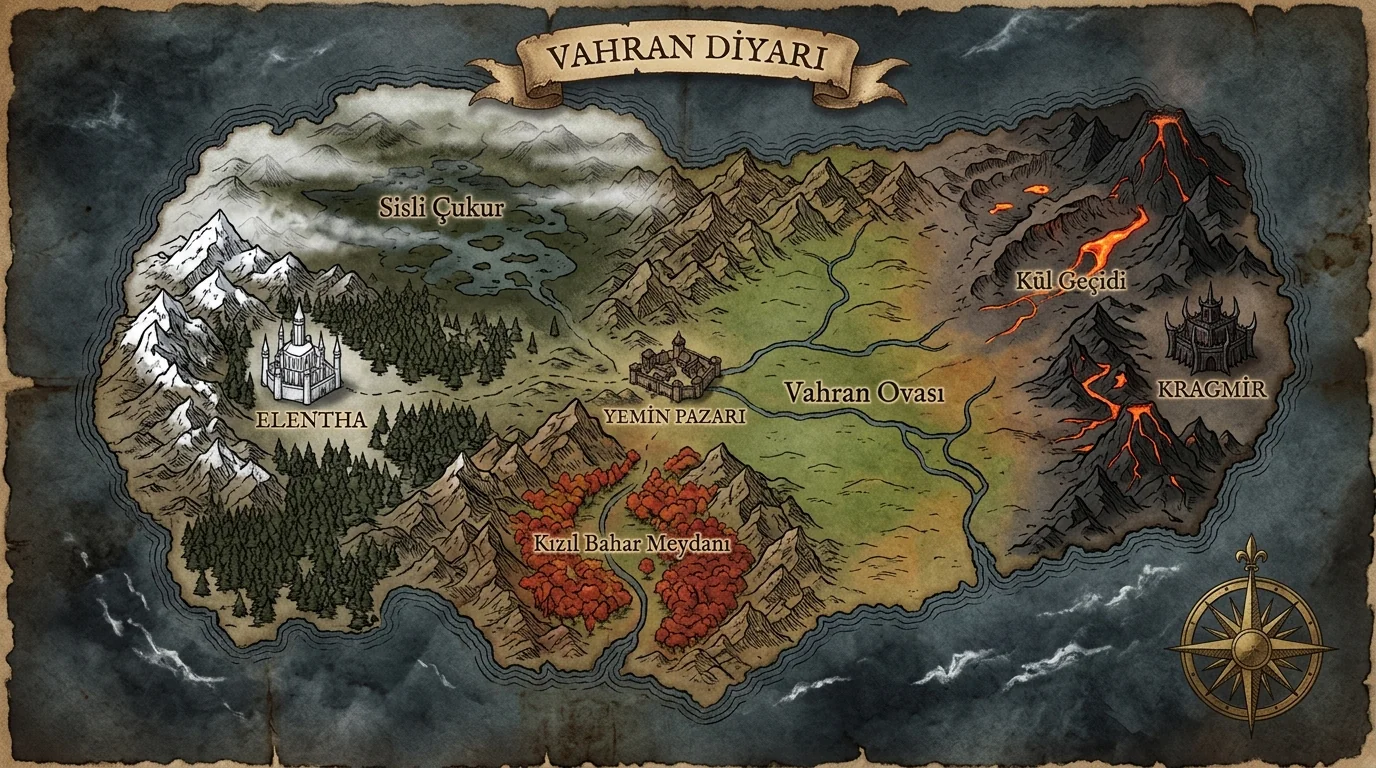 VAHRAN DİYARI
Sisli Çukur
Kül Geçidi
KRAGMİR
Vahran Ovası
ELENTHA
YEMİN PAZARI
Kızıl Bahar Meydanı